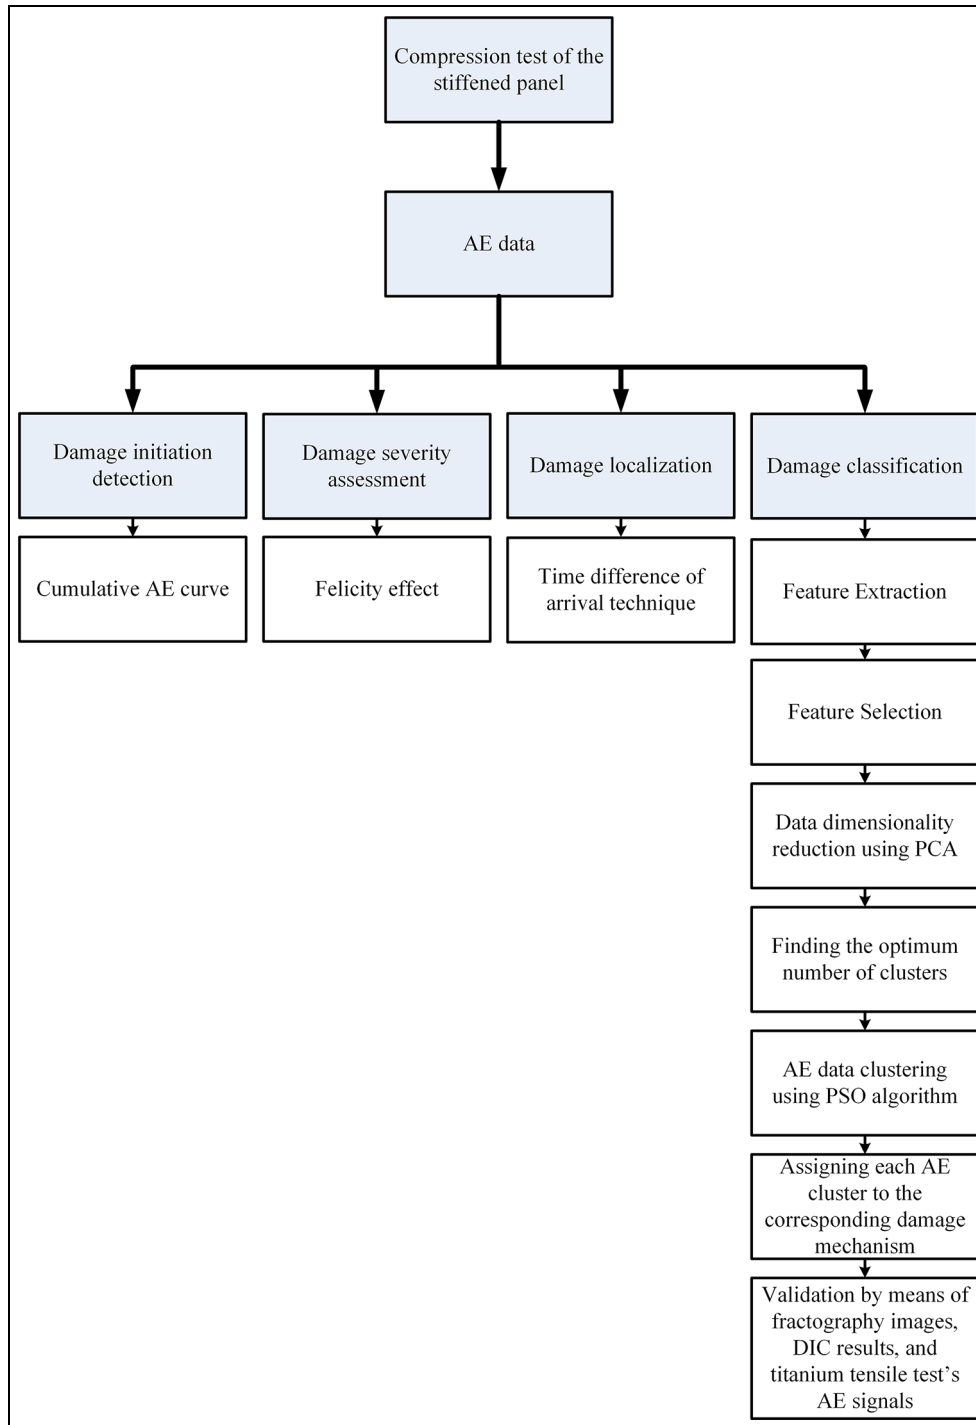 Compression test of the
stiffened panel
AE data
Damage initiation
detection
Damage severity
assessment
Damage localization
Damage classification
Cumulative AE curve
Felicity effect
Time difference of
arrival technique
Feature Extraction
Feature Selection
Data dimensionality
reduction using PCA
Finding the optimum
number of clusters
AE data clustering
using PSO algorithm
Assigning each AE
cluster to the
corresponding damage
mechanism
Validation by means of
fractography images,
DIC results, and
titanium tensile test’s
AE signals